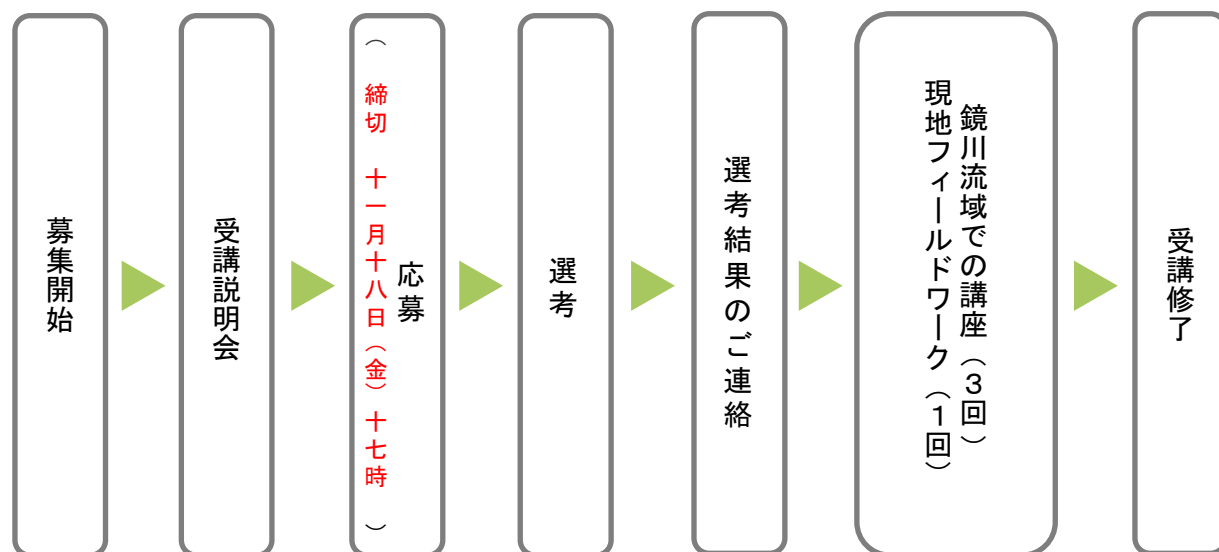 募集開始
受講説明会
応募
（締切 十一月十八日（金）十七時）
選考
選考結果のご連絡
鏡川流域での講座（３回）
現地フィールドワーク（１回）
受講修了